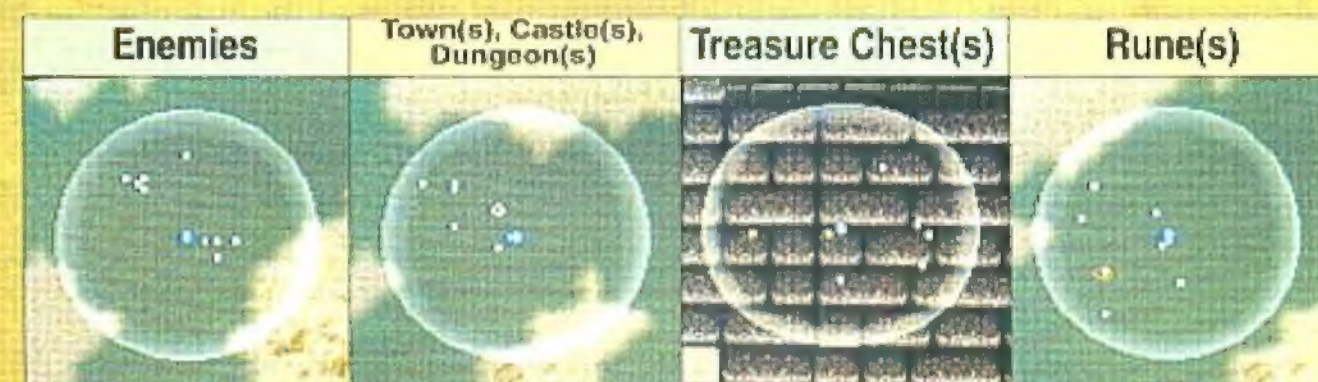 Enemies
Town(s), Castle(s),
Dungeon(s)
Treasure Chest(s)
Rune(s)